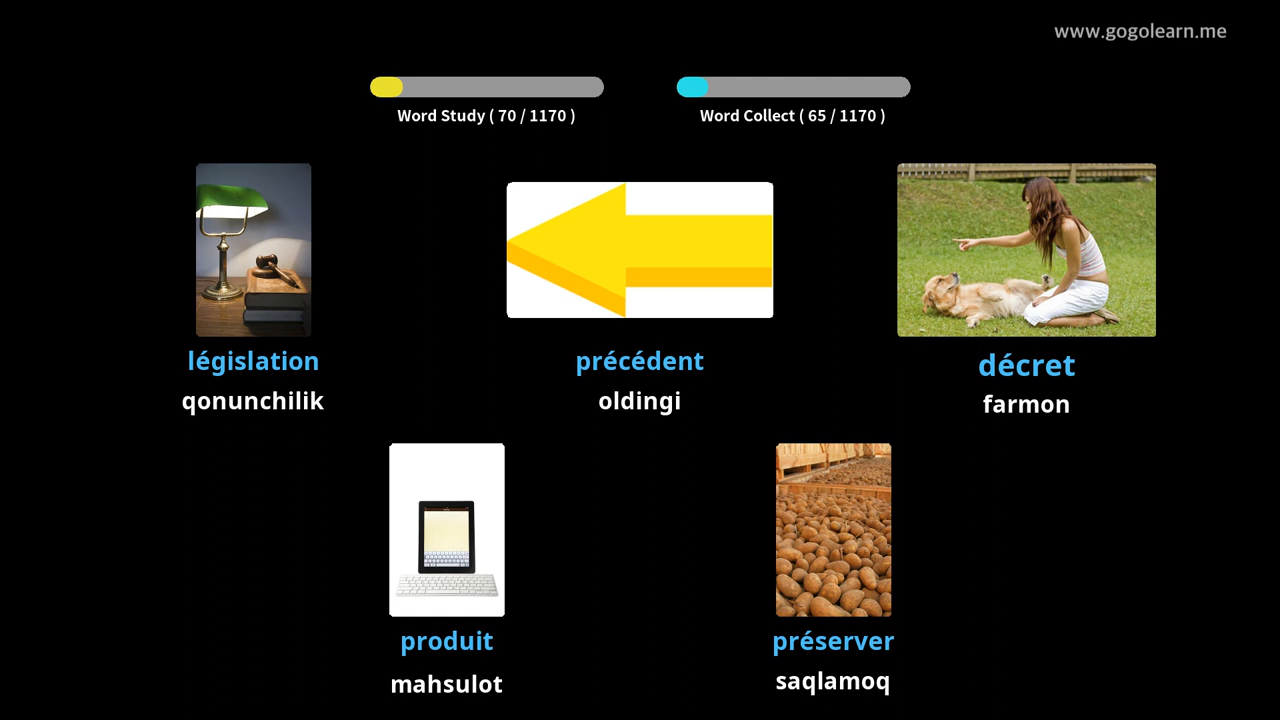 www.gogolearn.me
Word Study ( 70 / 1170 )
Word Collect ( 65 / 1170 )
législation
qonunchilik
précédent
oldingi
décret
farmon
produit
mahsulot
préserver
saqlamoq